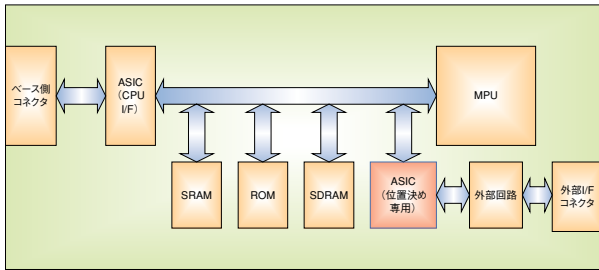 ベース側
コネクタ
ASIC
（CPU
I/F）
MPU
SRAM
ROM
SDRAM
ASIC
（位置決め
専用）
外部回路
外部I/F
コネクタ